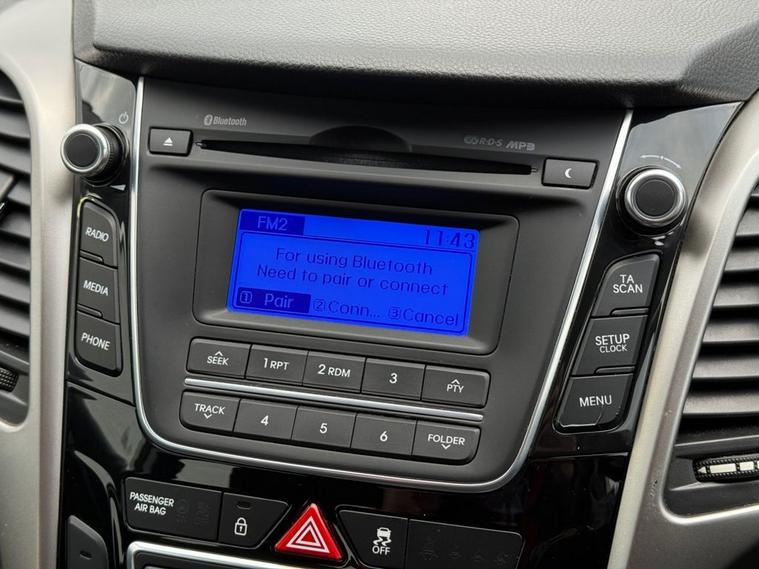 Bluetooth
R·D·S MP3
FM2
11:43
For using Bluetooth
Need to pair or connect
① Pair ②Conn... ③Cancel
RADIO
MEDIA
PHONE
SEEK
1 RPT
2 RDM
3
PTY
TRACK
4
5
6
FOLDER
TA
SCAN
SETUP
CLOCK
MENU
PASSENGER
AIR BAG
OFF